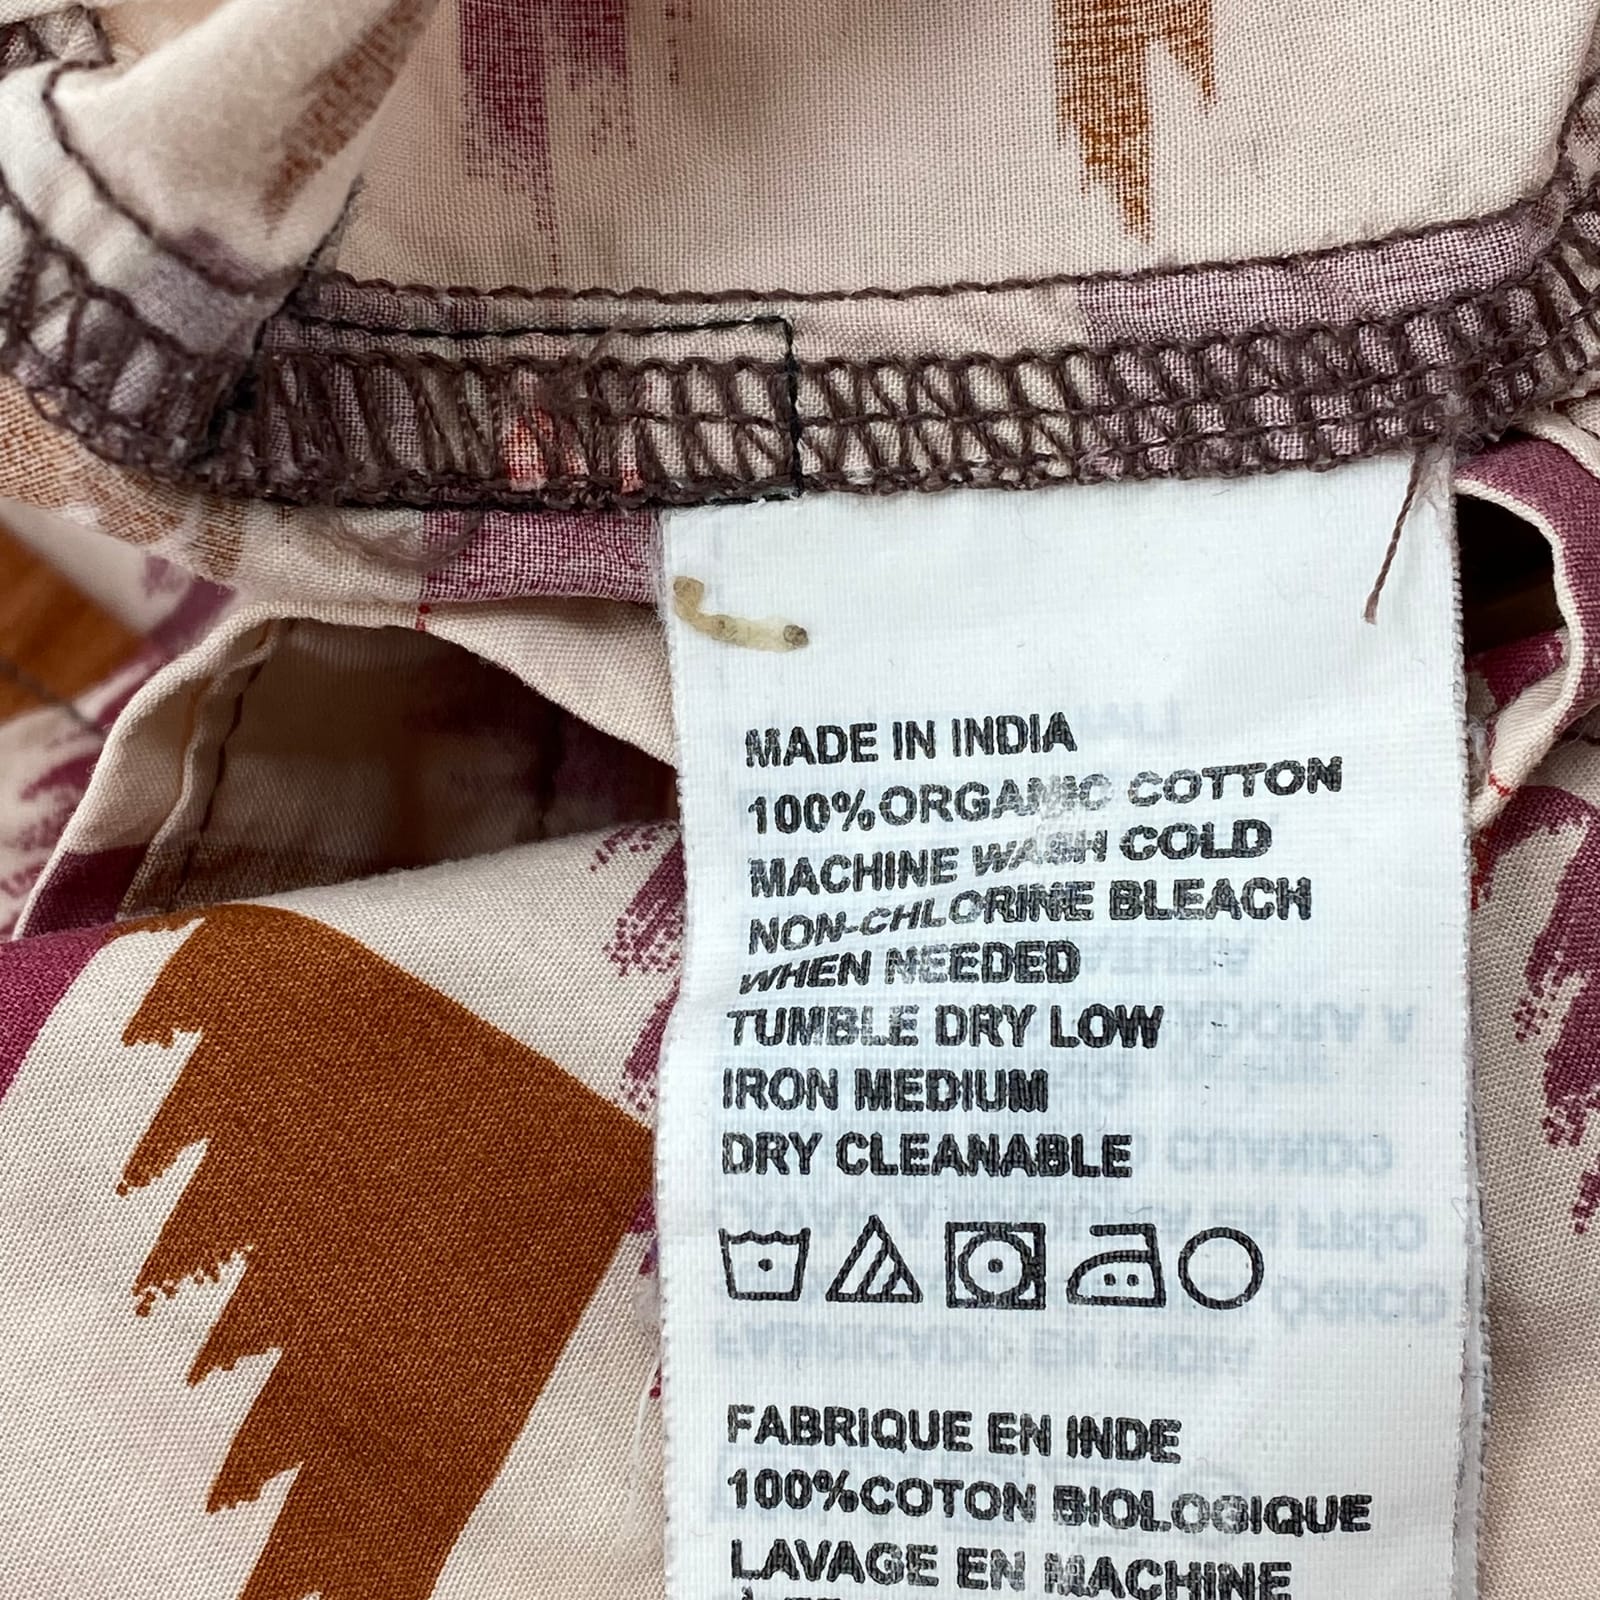 MADE IN INDIA
100%ORGANIC COTTON
MACHINE WASH COLD
NON-CHLORINE BLEACH
WHEN NEEDED
TUMBLE DRY LOW
IRON MEDIUM
DRY CLEANABLE
FABRIQUE EN INDE
100%COTON BIOLOGIQUE
LAVAGE EN MACHINE